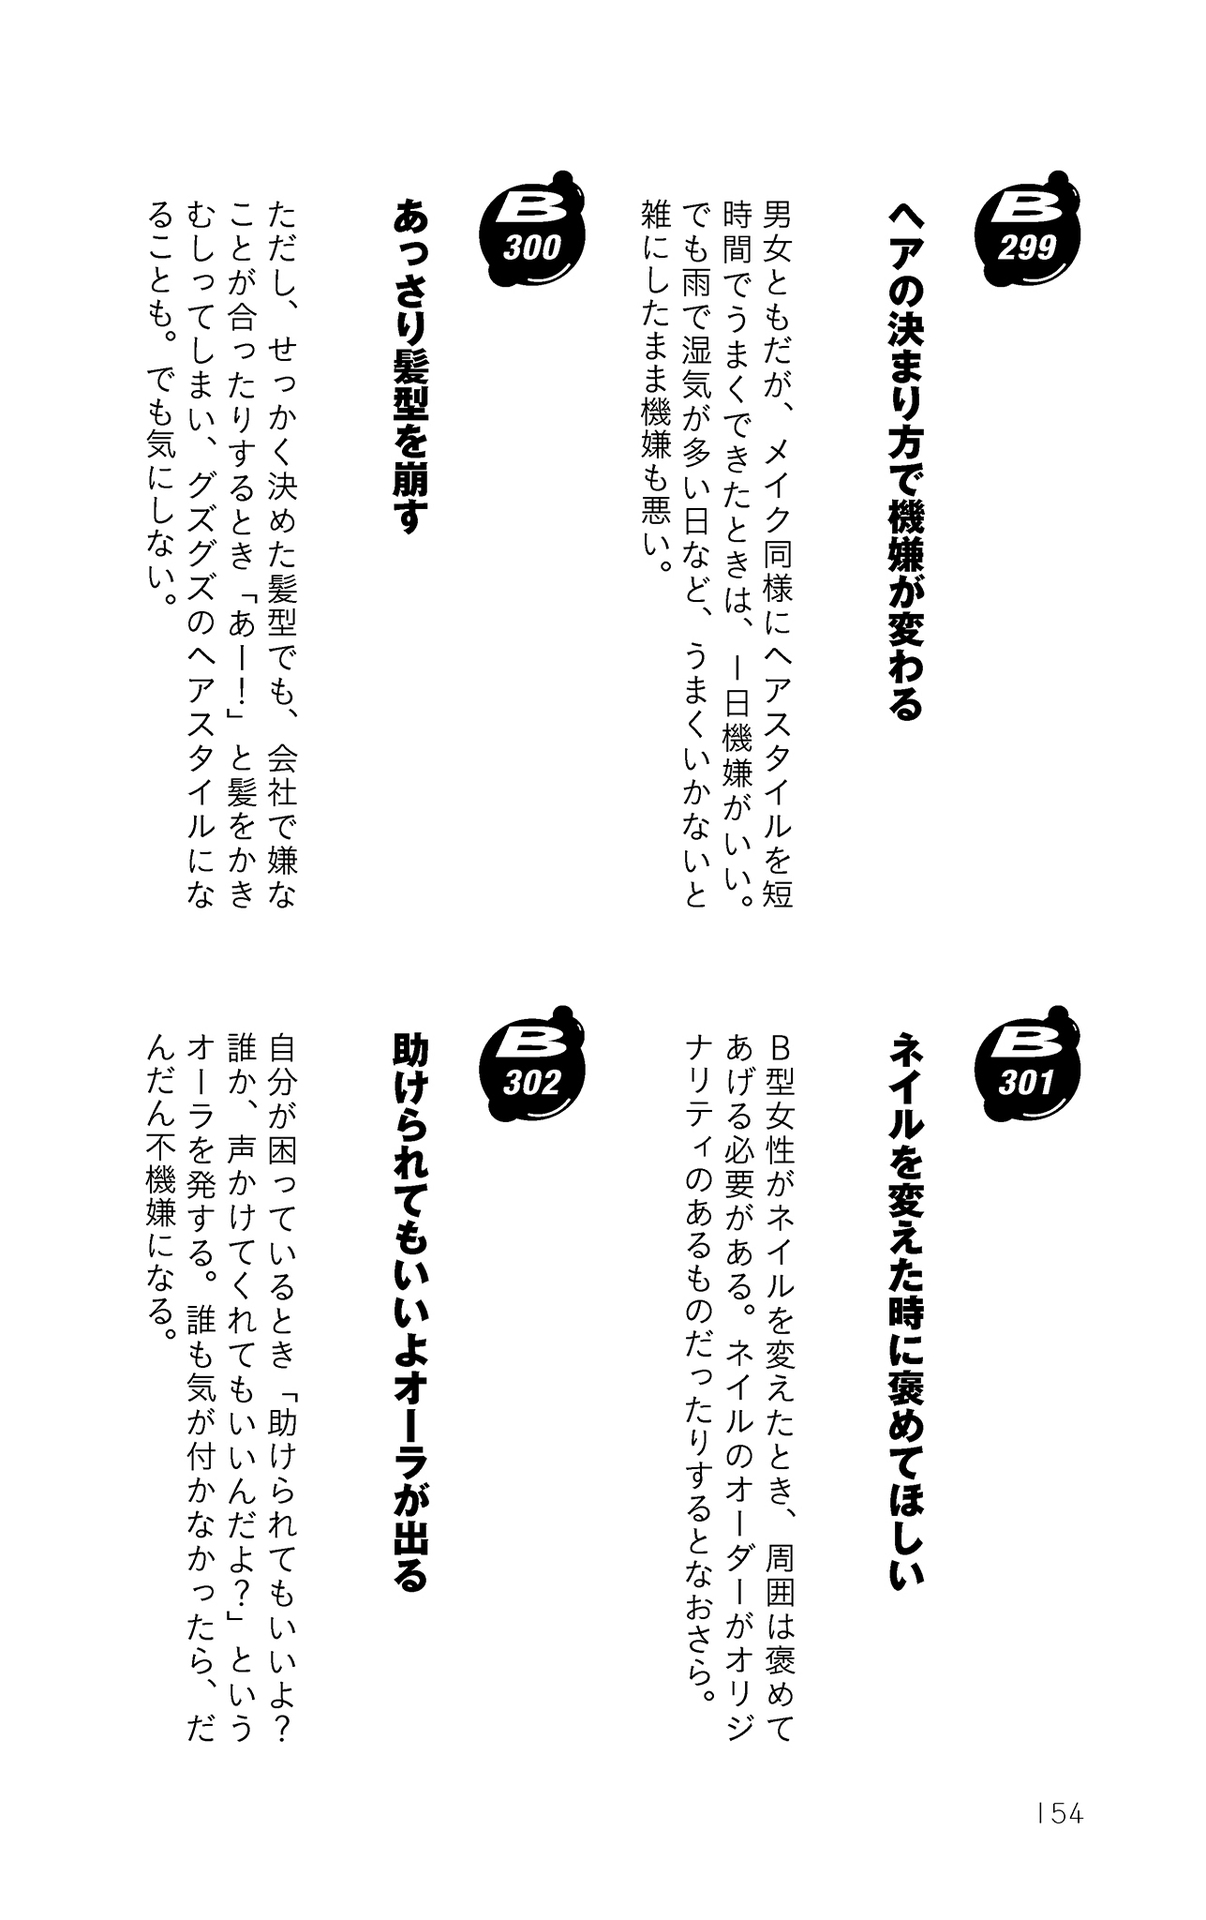 B
299
ヘアの決まり方で機嫌が変わる
男女ともだが、メイク同様にヘアスタイルを短
時間でうまくできたときは、一日機嫌がいい。
でも雨で湿気が多い日など、うまくいかないと
雑にしたまま機嫌も悪い。
B
300
あっさり髪型を崩す
ただし、せっかく決めた髪型でも、会社で嫌な
ことが合ったりするとき「あー！」と髪をかき
むしってしまい、グズグズのヘアスタイルにな
ることも。でも気にしない。
B
301
ネイルを変えた時に褒めてほしい
B型女性がネイルを変えたとき、周囲は褒めて
あげる必要がある。ネイルのオーダーがオリジ
ナリティのあるものだったりするとなおさら。
B
302
助けられてもいいよオーラが出る
自分が困っているとき「助けられてもいいよ？
誰か、声かけてくれてもいいんだよ？」という
オーラを発する。誰も気が付かなかったら、だ
んだん不機嫌になる。
154